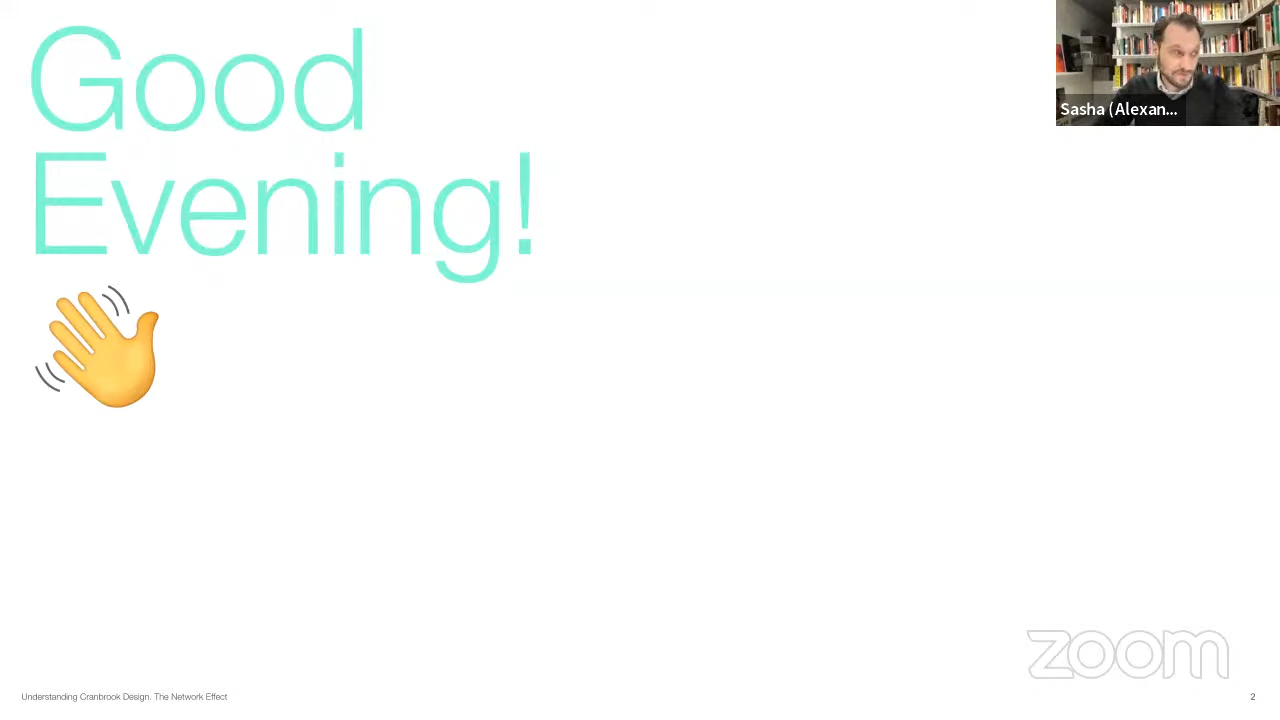 Good
Evening!
Sasha (Alexan...
zoom
Understanding Cranbrook Design. The Network Effect
2